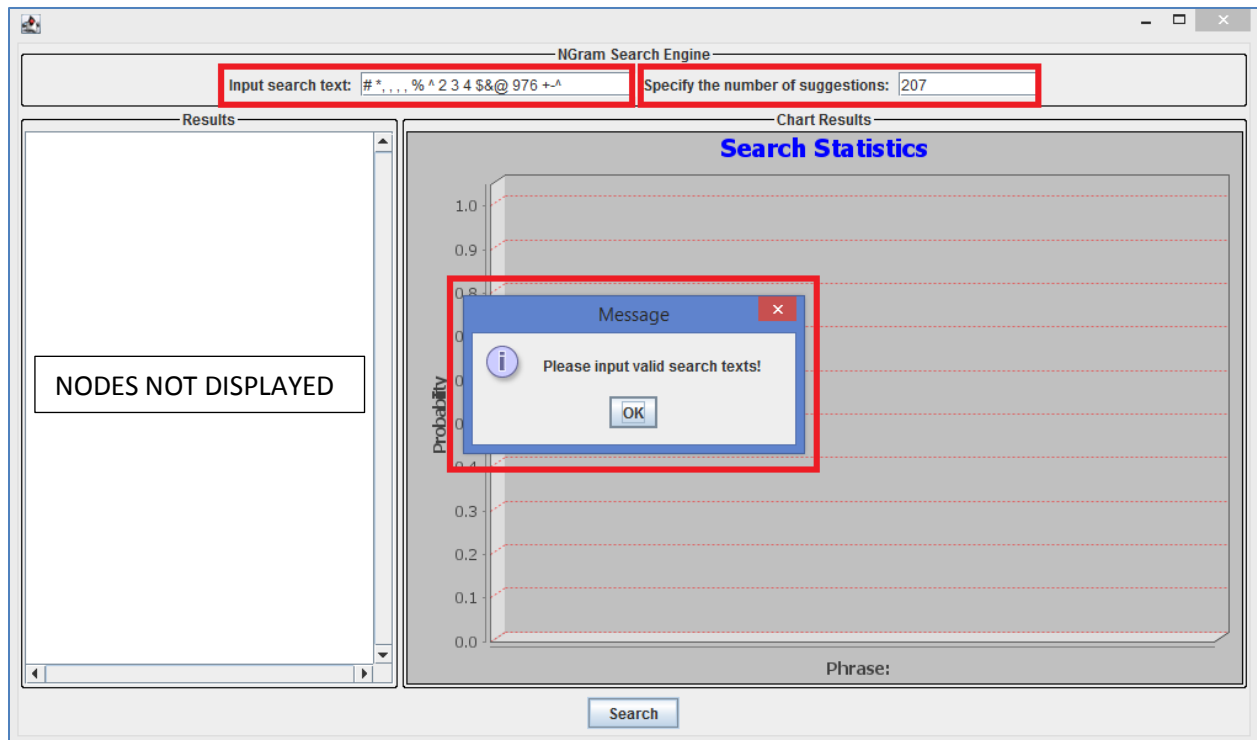 NGram Search Engine
Input search text: # *, , , , % ^ 2 3 4 $&@ 976 +-^ Specify the number of suggestions: 207
Results
Chart Results
Search Statistics
1.0
0.9
0.8
Message
Please input valid search texts!
OK
NODES NOT DISPLAYED
Probability
0.4
0.3
0.2
0.1
0.0
Phrase:
Search